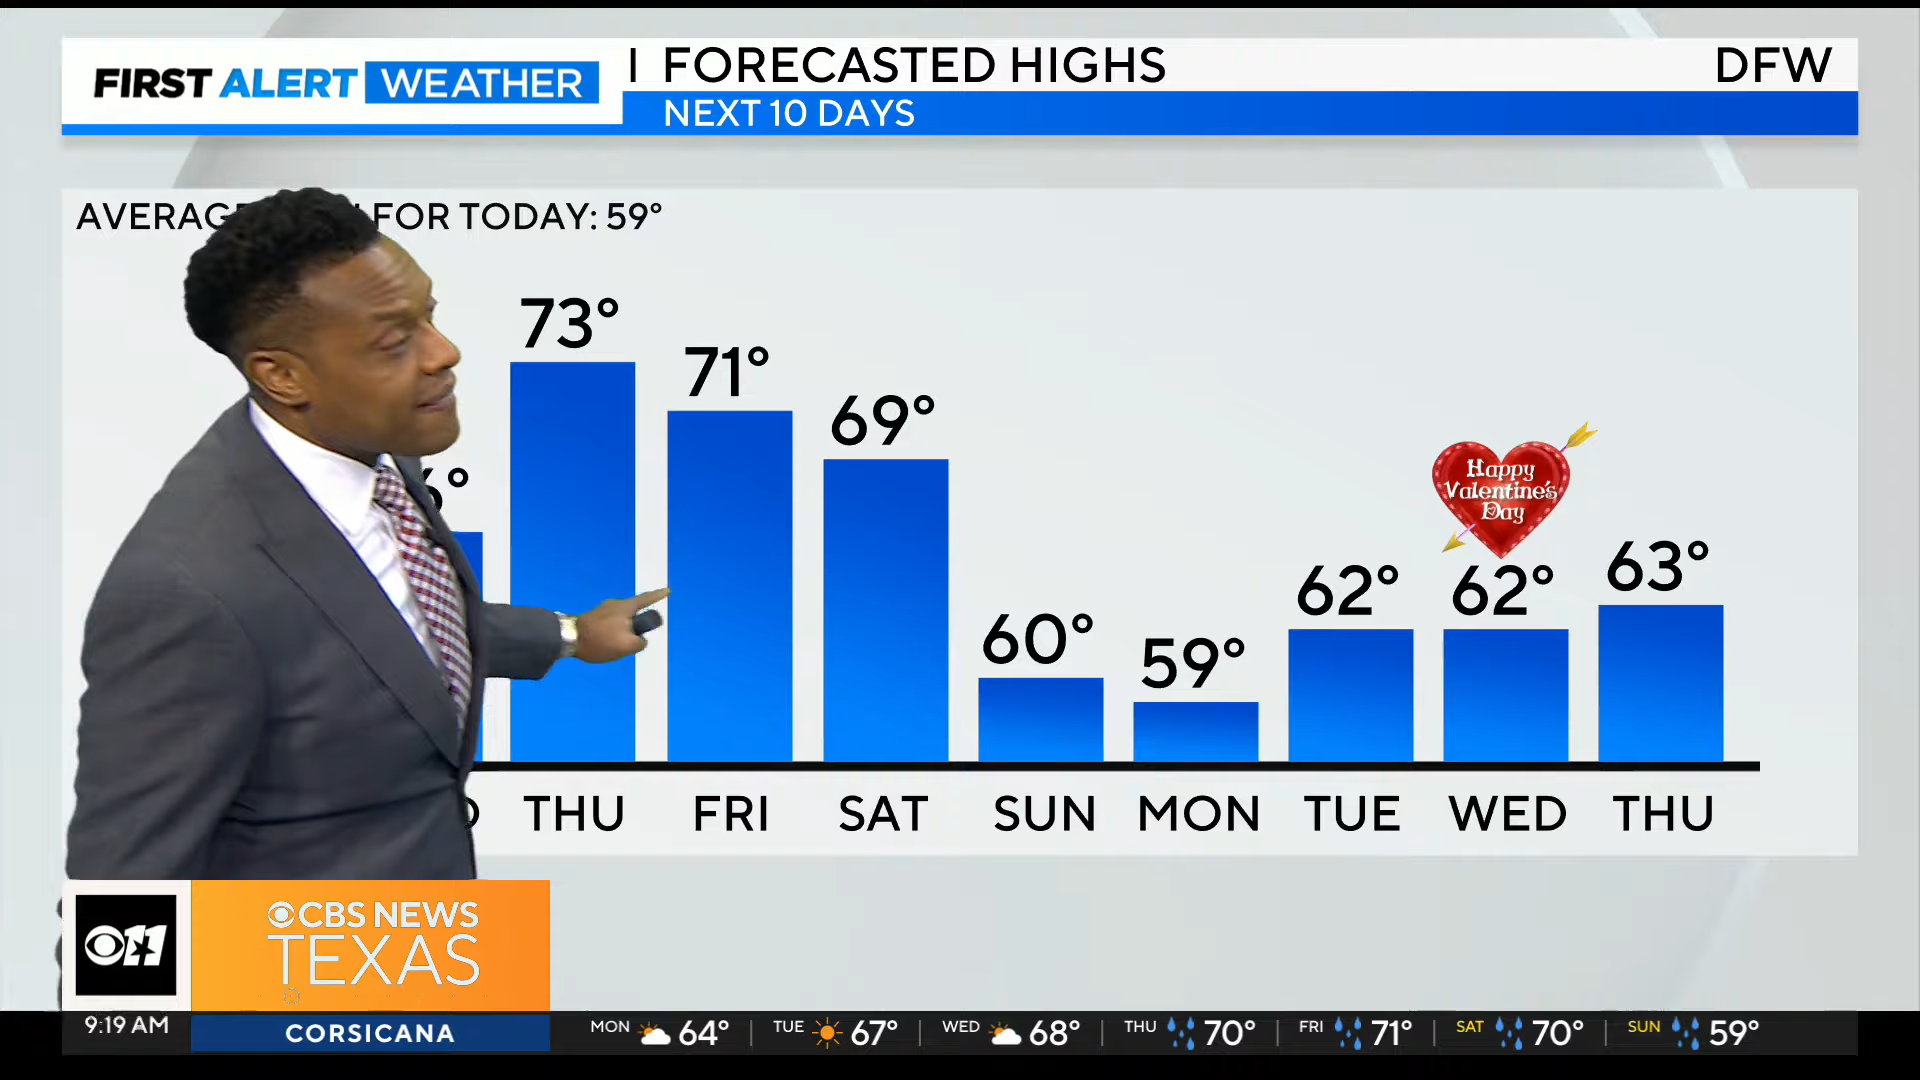 FIRST ALERT WEATHER
FORECASTED HIGHS
DFW
NEXT 10 DAYS
FOR TODAY: 59°
73°
71°
69°
60°
59°
62°
62°
63°
Happy
Valentine's
Day
THU FRI SAT SUN MON TUE WED THU
11
CBS NEWS
TEXAS
9:19 AM
CORSICANA
MON 64° TUE 67° WED 68° THU 70° FRI 71° SAT 70° SUN 59°